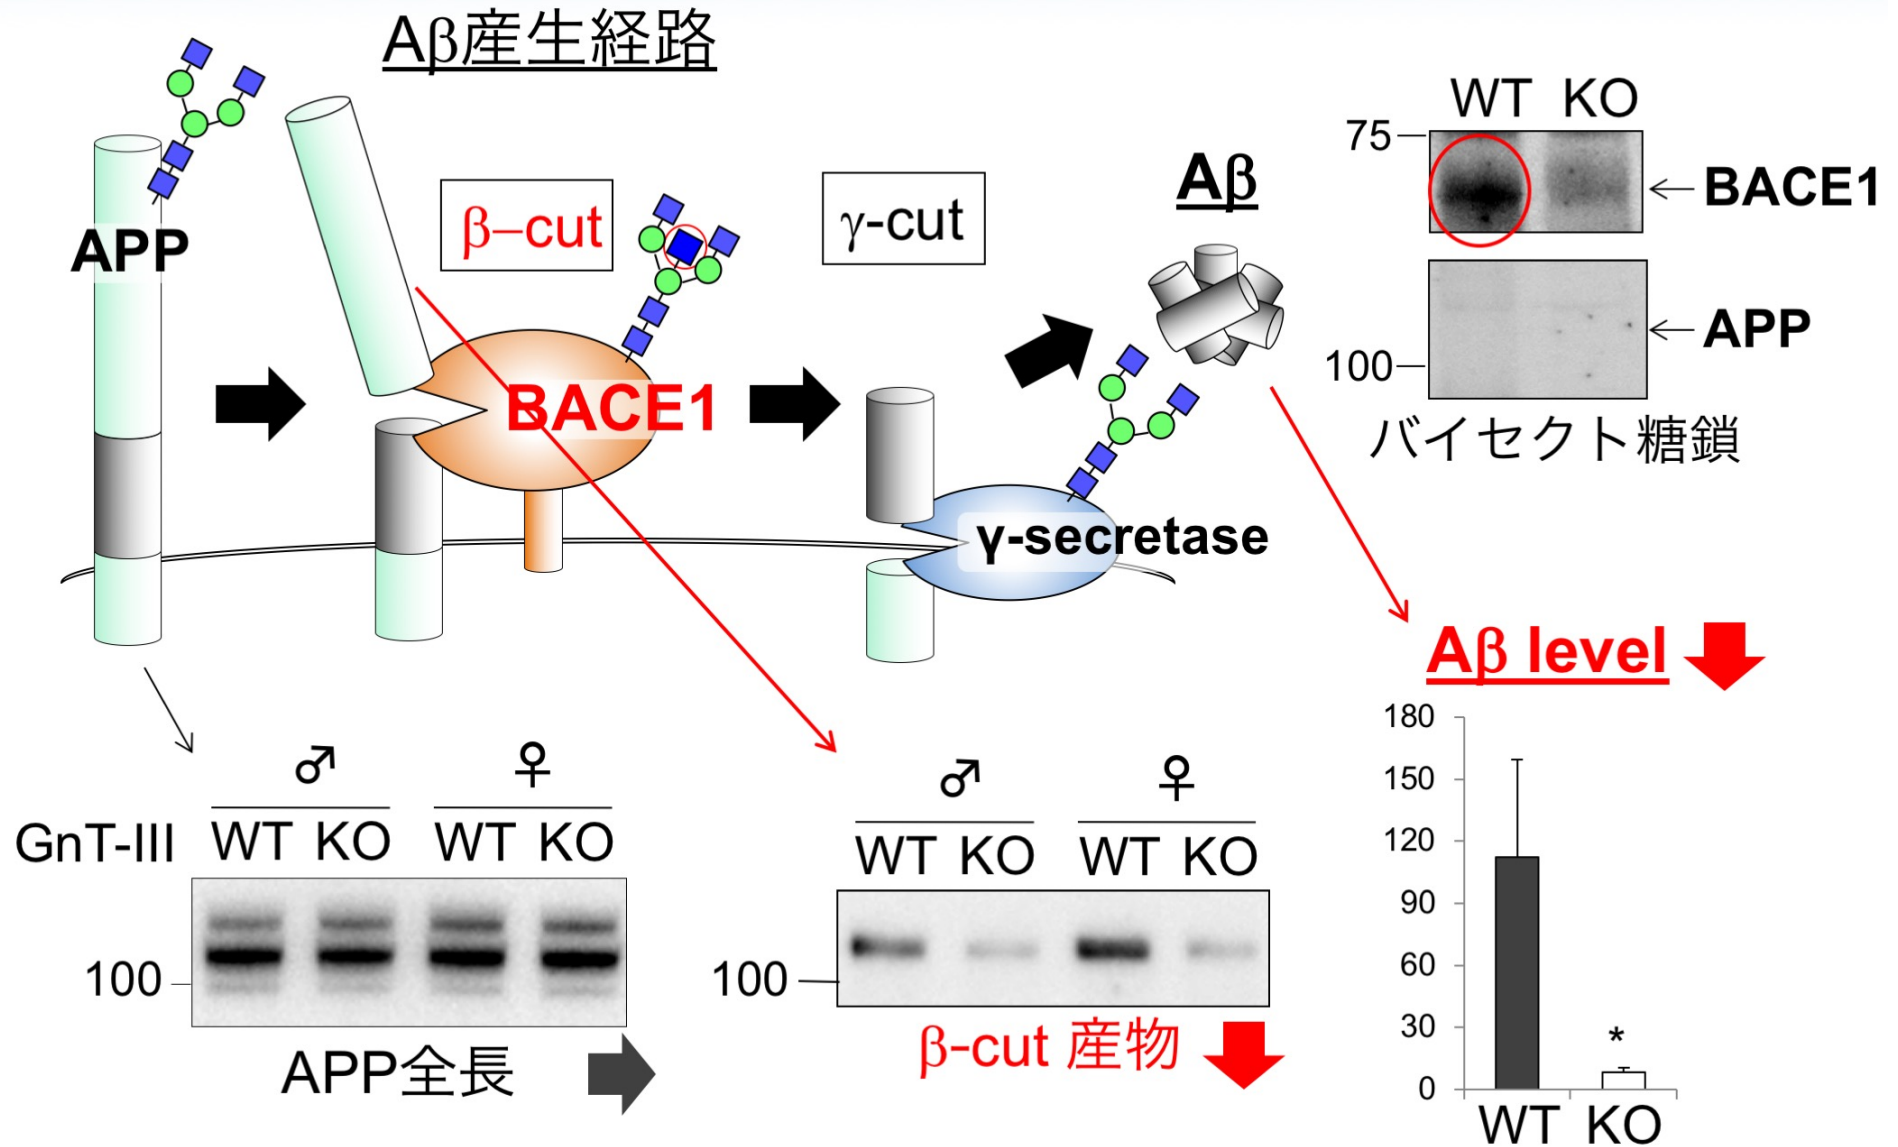 Aβ産生経路
APP
β–cut
BACE1
γ-cut
γ-secretase
Aβ
WT KO
75
BACE1
APP
100
バイセクト糖鎖
♂ ♀
GnT-III WT KO WT KO
100
APP全長
♂ ♀
WT KO WT KO
100
β-cut 産物
Aβ level
180
150
120
90
60
30
0
*
WT KO